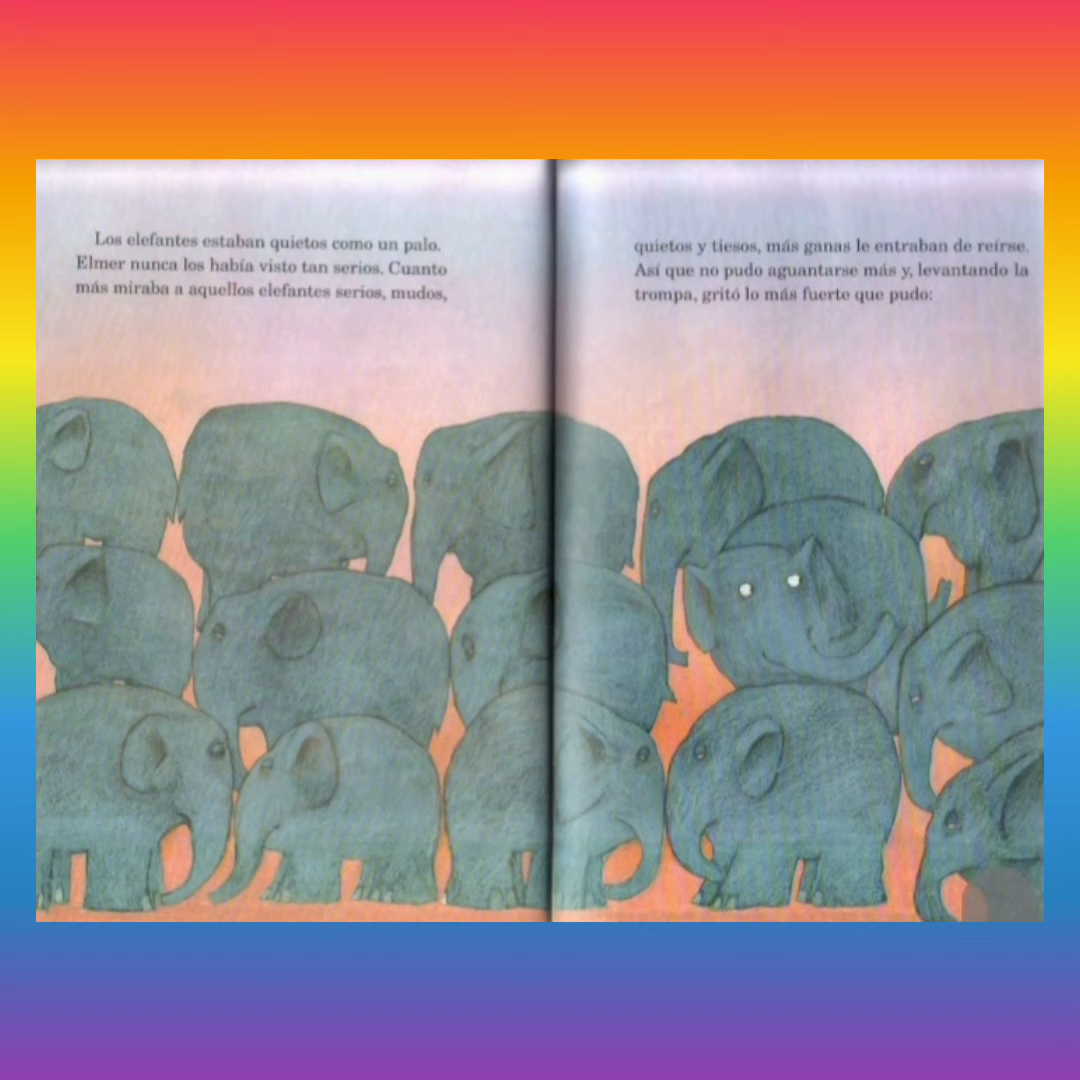 Los elefantes estaban quietos como un palo.
Elmer nunca los había visto tan serios. Cuanto
más miraba a aquellos elefantes serios, mudos,
quietos y tiesos, más ganas le entraban de reírse.
Así que no pudo aguantarse más y, levantando la
trompa, gritó lo más fuerte que pudo: